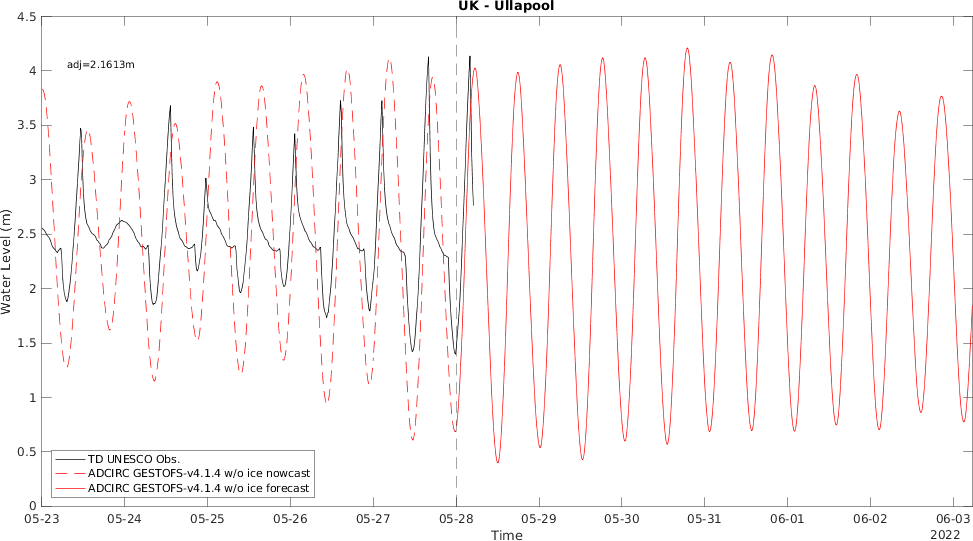 UK - Ullapool
4.5
4
3.5
3
2.5
2
1.5
1
0.5
0
Water Level (m)
adj=2.1613m
TD UNESCO Obs.
ADCIRC GESTOFS-v4.1.4 w/o ice nowcast
ADCIRC GESTOFS-v4.1.4 w/o ice forecast
05-23 05-24 05-25 05-26 05-27 05-28 05-29 05-30 05-31 06-01 06-02 06-03
Time
2022